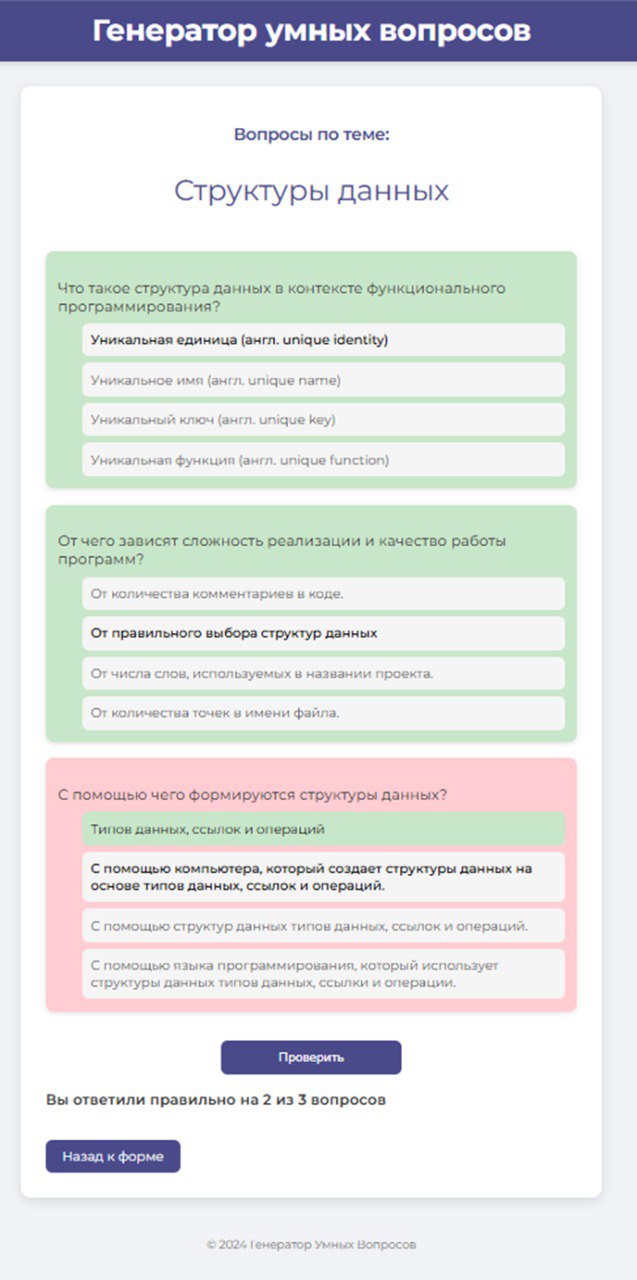 Генератор умных вопросов
Вопросы по теме:
Структуры данных
Что такое структура данных в контексте функционального
программирования?
Уникальная единица (англ. unique identity)
Уникальное имя (англ. unique name)
Уникальный ключ (англ. unique key)
Уникальная функция (англ. unique function)
От чего зависят сложность реализации и качество работы
программ?
От количества комментариев в коде.
От правильного выбора структур данных
От числа слов, используемых в названии проекта.
От количества точек в имени файла.
С помощью чего формируются структуры данных?
Типов данных, ссылок и операций
С помощью компьютера, который создает структуры данных на
основе типов данных, ссылок и операций.
С помощью структур данных типов данных, ссылок и операций.
С помощью языка программирования, который использует
структуры данных типов данных, ссылки и операции.
Проверить
Вы ответили правильно на 2 из 3 вопросов
Назад к форме
© 2024 Генератор Умных Вопросов